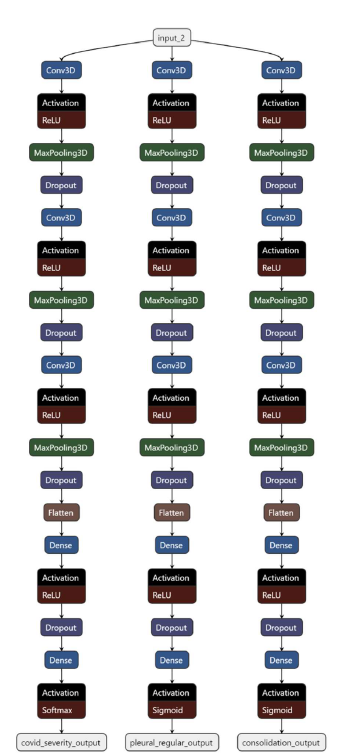 input_2
Conv3D Conv3D Conv3D
Activation Activation Activation
ReLU ReLU ReLU
MaxPooling3D MaxPooling3D MaxPooling3D
Dropout Dropout Dropout
Conv3D Conv3D Conv3D
Activation Activation Activation
ReLU ReLU ReLU
MaxPooling3D MaxPooling3D MaxPooling3D
Dropout Dropout Dropout
Conv3D Conv3D Conv3D
Activation Activation Activation
ReLU ReLU ReLU
MaxPooling3D MaxPooling3D MaxPooling3D
Dropout Dropout Dropout
Flatten Flatten Flatten
Dense Dense Dense
Activation Activation Activation
ReLU ReLU ReLU
Dropout Dropout Dropout
Dense Dense Dense
Activation Activation Activation
Softmax Sigmoid Sigmoid
covid_severity_output pleural_regular_output consolidation_output